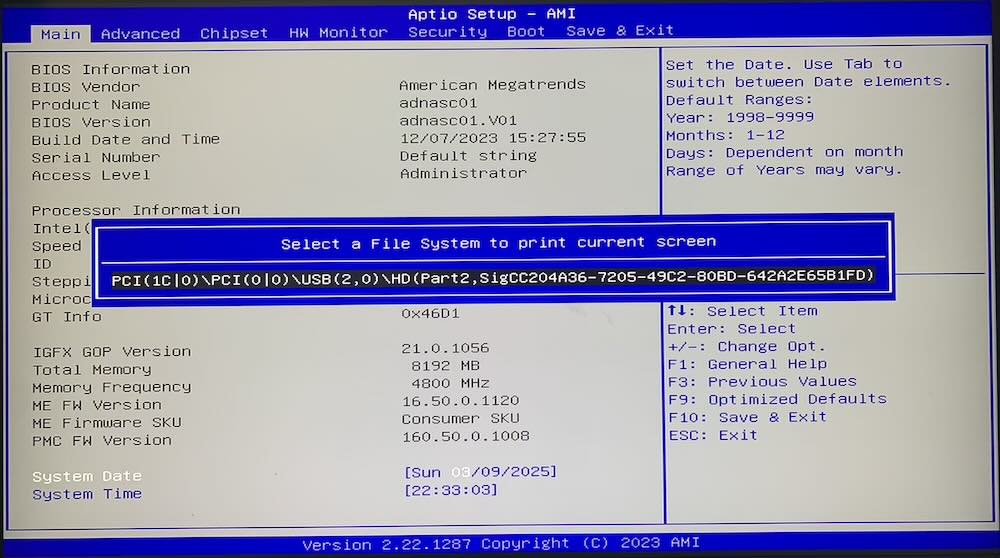 Aptio Setup – AMI
Main Advanced Chipset HW Monitor Security Boot Save & Exit
BIOS Information
BIOS Vendor American Megatrends
Product Name adnasc01
BIOS Version adnasc01.V01
Build Date and Time 12/07/2023 15:27:55
Serial Number Default string
Access Level Administrator
Processor Information
Intel(
Speed
ID
Steppi
Microc
GT Info 0x46D1
IGFX GOP Version 21.0.1056
Total Memory 8192 MB
Memory Frequency 4800 MHz
ME FW Version 16.50.0.1120
ME Firmware SKU Consumer SKU
PMC FW Version 160.50.0.1008
System Date [Sun 03/09/2025]
System Time [22:33:03]
Select a File System to print current screen
PCI(1C|0)\PCI(0|0)\USB(2,0)\HD(Part2,SigCC204A36-7205-49C2-80BD-642A2E65B1FD)
Set the Date. Use Tab to
switch between Date elements.
Default Ranges:
Year: 1998-9999
Months: 1-12
Days: Dependent on month
Range of Years may vary.
↑↓: Select Item
Enter: Select
+/-: Change Opt.
F1: General Help
F3: Previous Values
F9: Optimized Defaults
F10: Save & Exit
ESC: Exit
Version 2.22.1287 Copyright (C) 2023 AMI